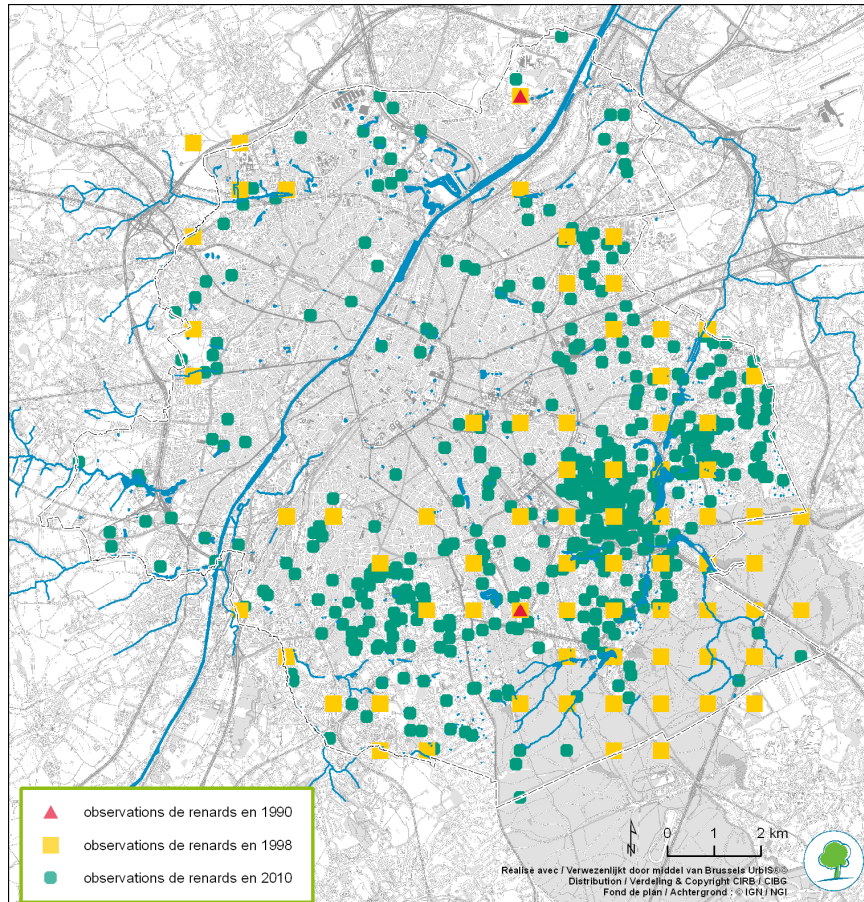 observations de renards en 1990
observations de renards en 1998
observations de renards en 2010
N
0 1 2 km
Réalisé avec / Verwezenlijkt door middel van Brussels UrbIS®©
Distribution / Verdeling & Copyright CIRB / CIBG
Fond de plan / Achtergrond : © IGN / NGI